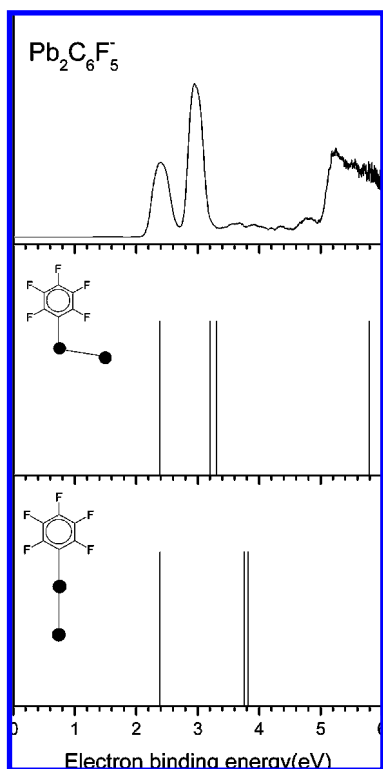 Pb₂C₆F₅⁻
F
F F
F F
F
F F
F F
0 1 2 3 4 5 6
Electron binding energy(eV)